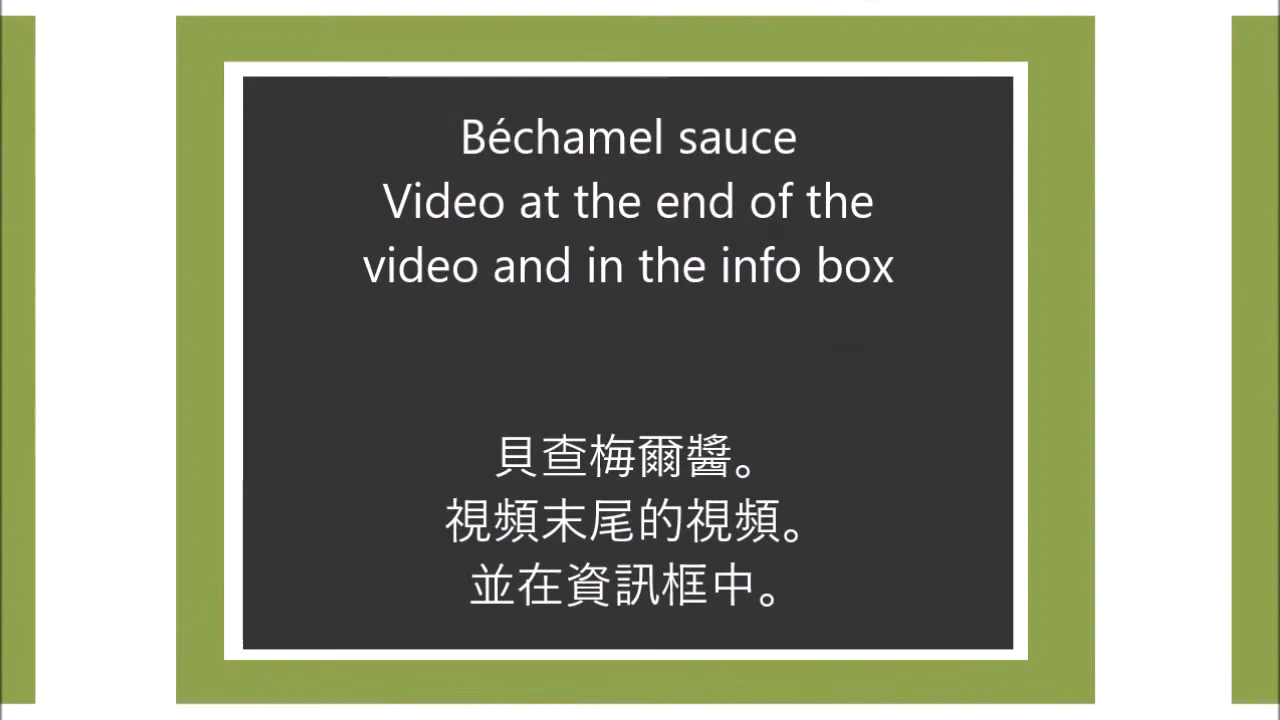 Béchamel sauce
Video at the end of the
video and in the info box
貝查梅爾醬。
視頻末尾的視頻。
並在資訊框中。